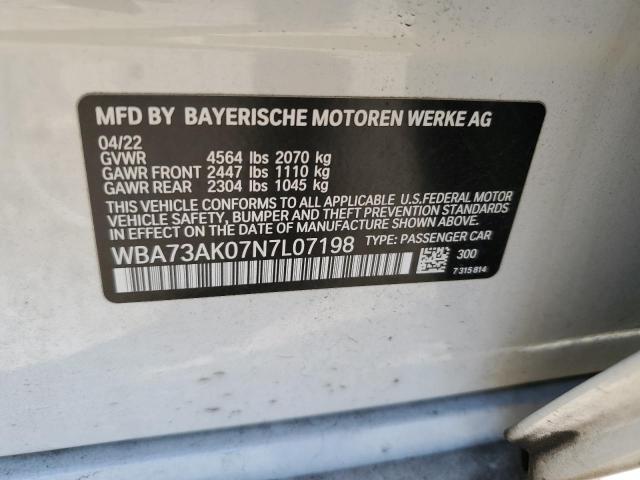 MFD BY BAYERISCHE MOTOREN WERKE AG
04/22
GVWR 4564 lbs 2070 kg
GAWR FRONT 2447 lbs 1110 kg
GAWR REAR 2304 lbs 1045 kg
THIS VEHICLE CONFORMS TO ALL APPLICABLE U.S.FEDERAL MOTOR
VEHICLE SAFETY, BUMPER AND THEFT PREVENTION STANDARDS
IN EFFECT ON THE DATE OF MANUFACTURE SHOWN ABOVE.
WBA73AK07N7L07198 TYPE: PASSENGER CAR
300
7 315 814